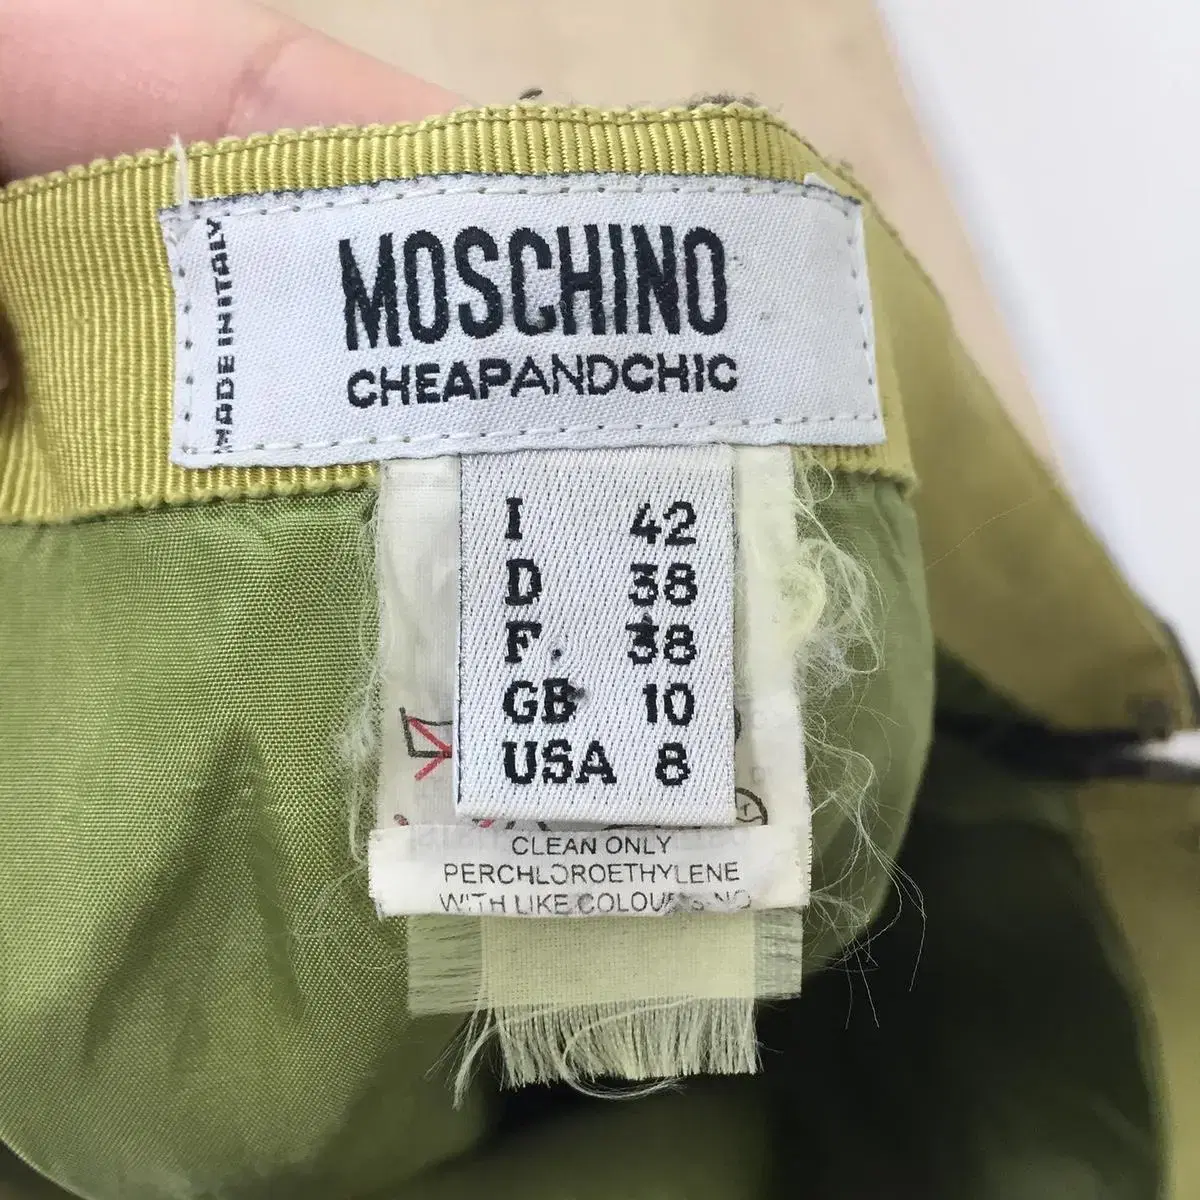 MADE IN ITALY
MOSCHINO
CHEAPANDCHIC
I 42
D 38
F. 38
GB 10
USA 8
CLEAN ONLY
PERCHLOROETHYLENE
WITH LIKE COLOURS NO